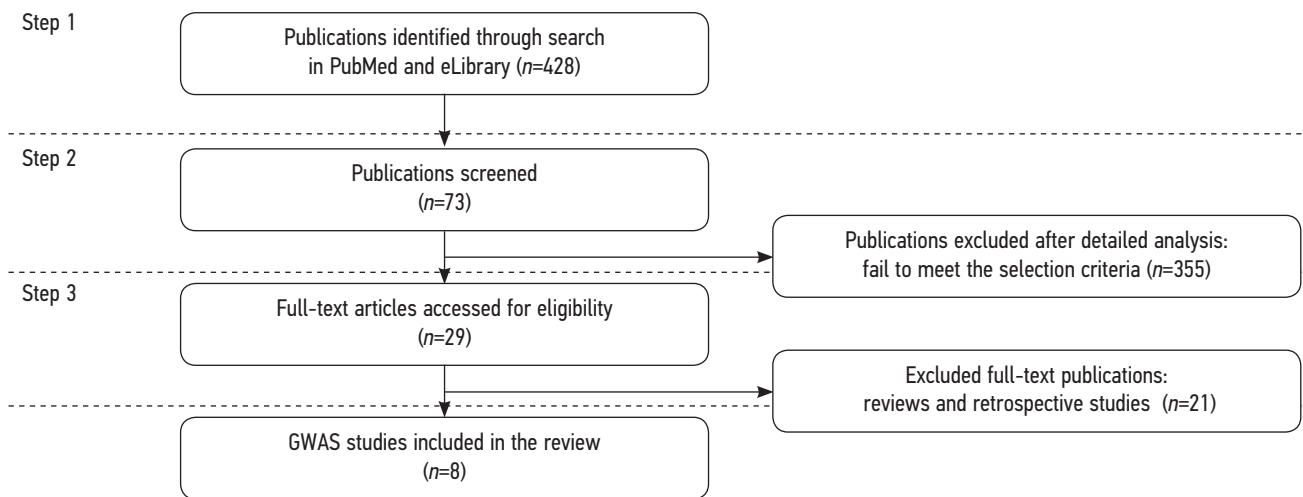 Step 1
Publications identified through search
in PubMed and eLibrary (n=428)
Step 2
Publications screened
(n=73)
Publications excluded after detailed analysis:
fail to meet the selection criteria (n=355)
Step 3
Full-text articles accessed for eligibility
(n=29)
Excluded full-text publications:
reviews and retrospective studies (n=21)
GWAS studies included in the review
(n=8)